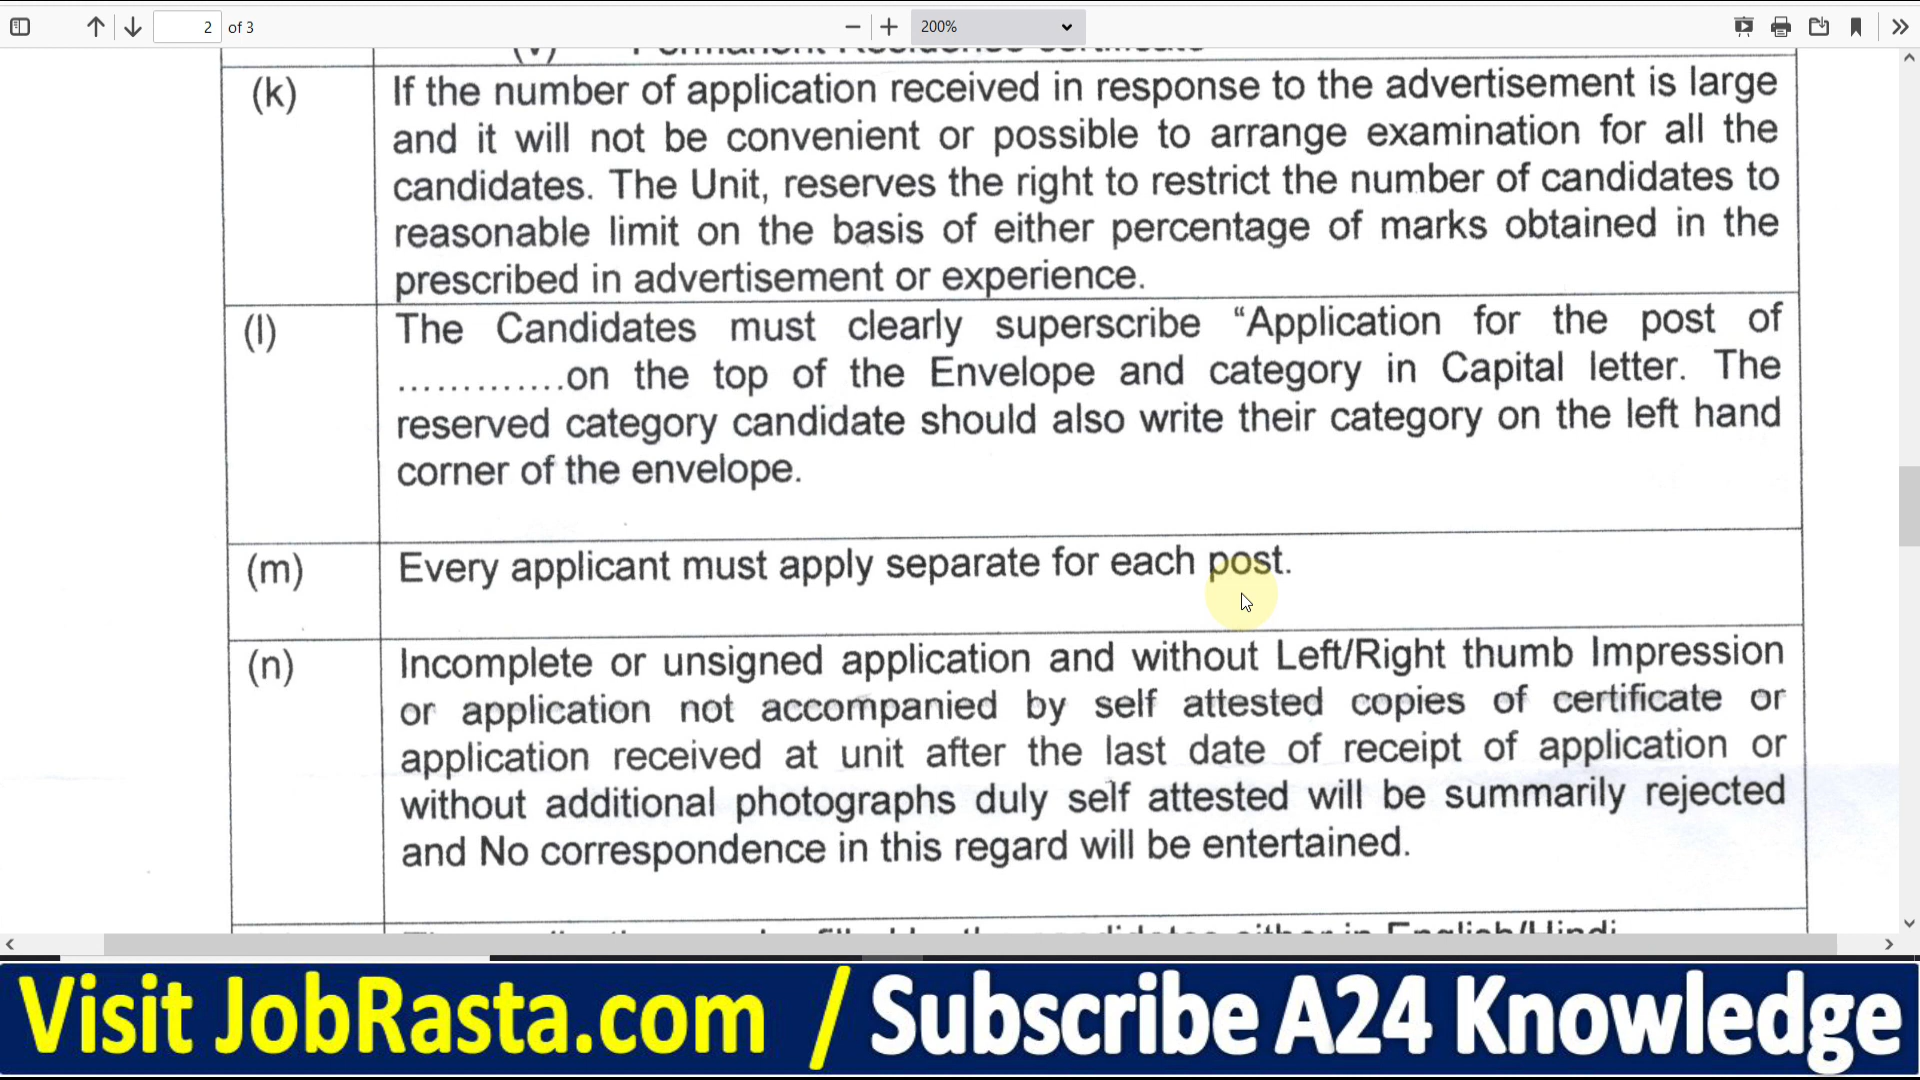 2 of 3
200%
(v) Permanent Residence certificate
(k) If the number of application received in response to the advertisement is large
and it will not be convenient or possible to arrange examination for all the
candidates. The Unit, reserves the right to restrict the number of candidates to
reasonable limit on the basis of either percentage of marks obtained in the
prescribed in advertisement or experience.
(l) The Candidates must clearly superscribe “Application for the post of
..............on the top of the Envelope and category in Capital letter. The
reserved category candidate should also write their category on the left hand
corner of the envelope.
(m) Every applicant must apply separate for each post.
(n) Incomplete or unsigned application and without Left/Right thumb Impression
or application not accompanied by self attested copies of certificate or
application received at unit after the last date of receipt of application or
without additional photographs duly self attested will be summarily rejected
and No correspondence in this regard will be entertained.
either in English/Hindi
Visit JobRasta.com / Subscribe A24 Knowledge